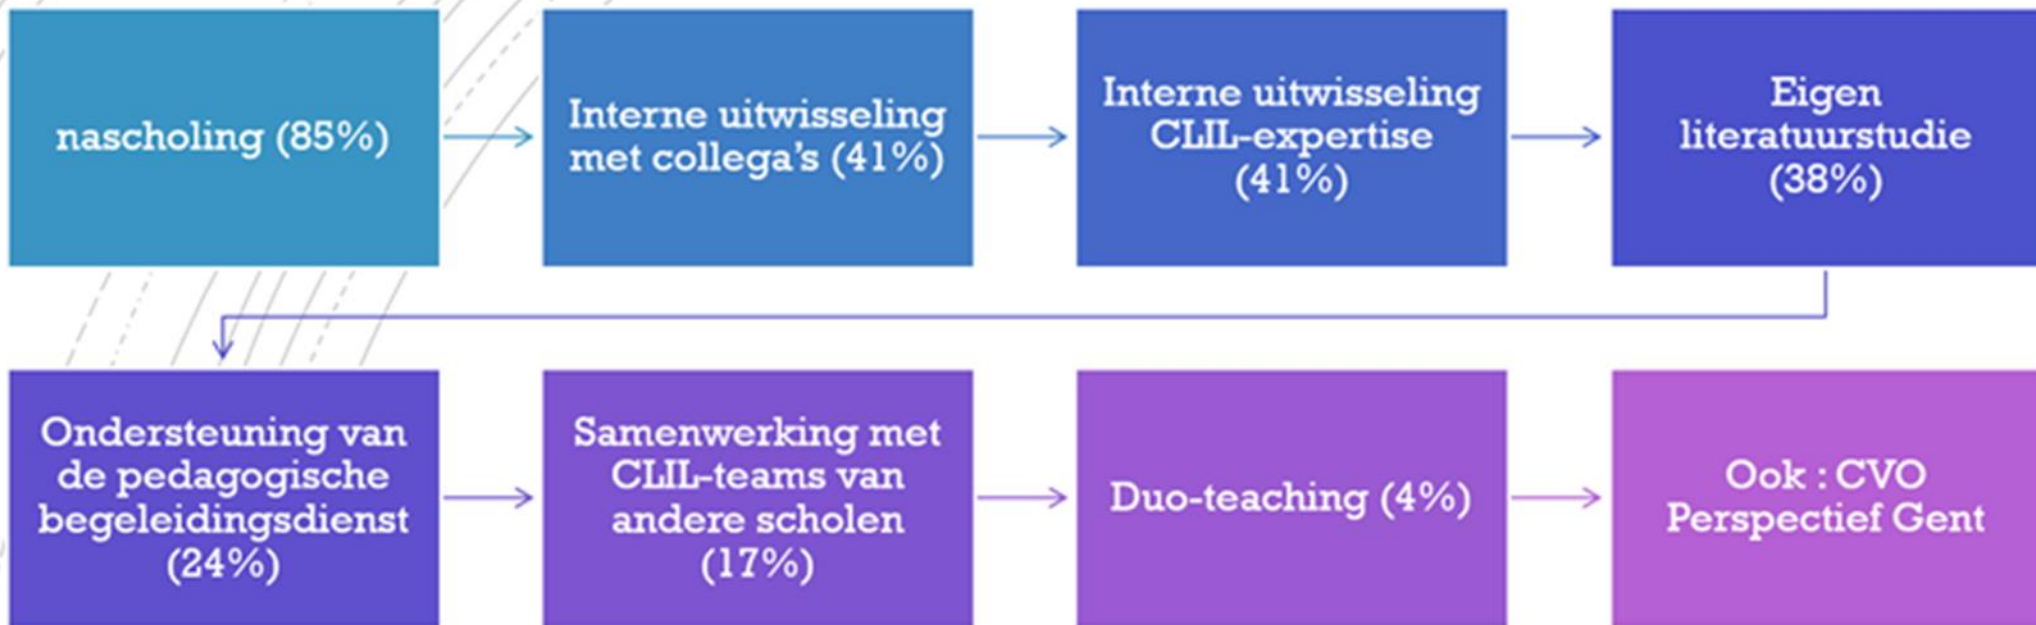 nascholing (85%)
Interne uitwisseling
met collega's (41%)
Interne uitwisseling
CLIL-expertise
(41%)
Eigen
literatuurstudie
(38%)
Ondersteuning van
de pedagogische
begeleidingsdienst
(24%)
Samenwerking met
CLIL-teams van
andere scholen
(17%)
Duo-teaching (4%)
Ook : CVO
Perspectief Gent